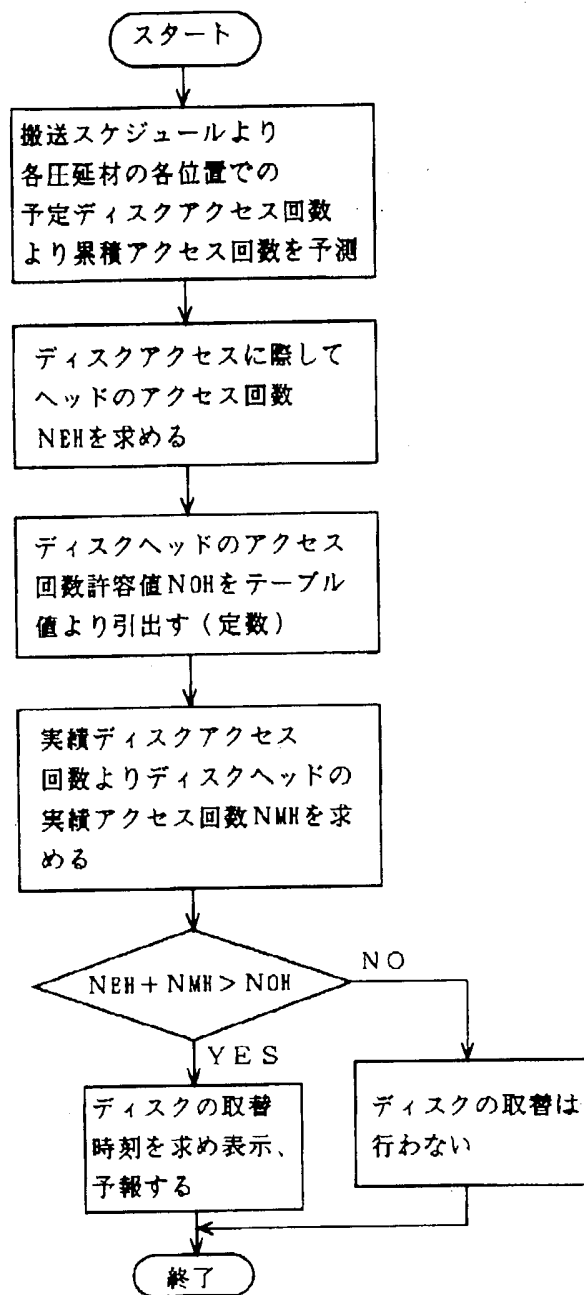 スタート
搬送スケジュールより
各圧延材の各位置での
予定ディスクアクセス回数
より累積アクセス回数を予測
ディスクアクセスに際して
ヘッドのアクセス回数
NEHを求める
ディスクヘッドのアクセス
回数許容値NOHをテーブル
値より引出す(定数)
実績ディスクアクセス
回数よりディスクヘッドの
実績アクセス回数NMHを求
める
NEH+NMH>NOH
NO
YES
ディスクの取替
時刻を求め表示、
予報する
ディスクの取替は
行わない
終了